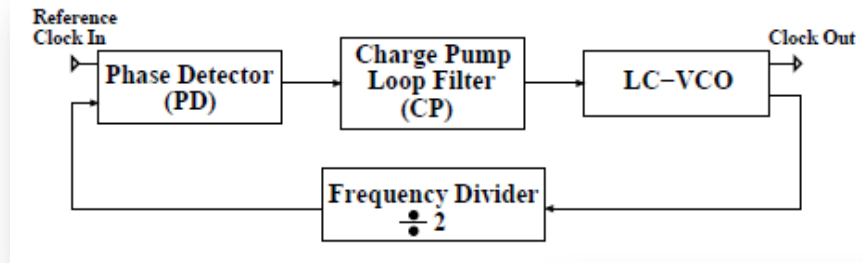 Reference
Clock In
Clock Out
Phase Detector
(PD)
Charge Pump
Loop Filter
(CP)
LC−VCO
Frequency Divider
÷ 2